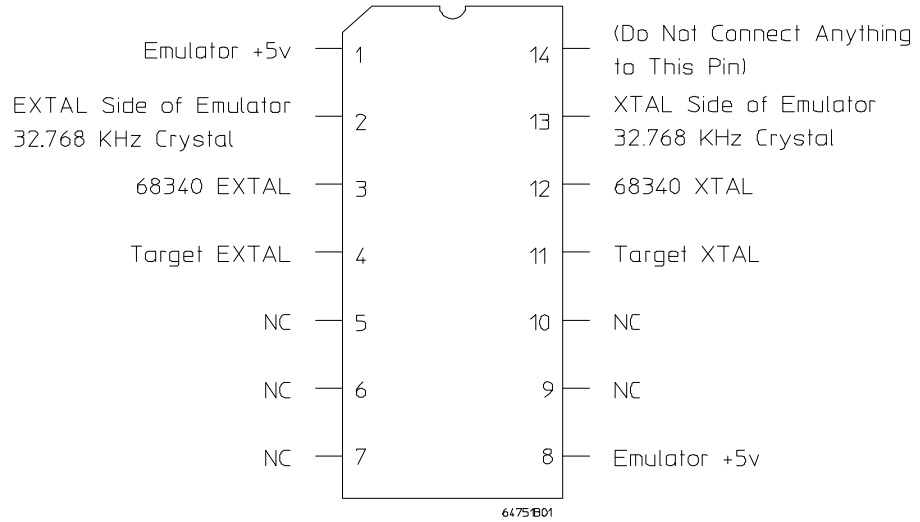 Emulator +5v 1
14 (Do Not Connect Anything
to This Pin)
EXTAL Side of Emulator
32.768 KHz Crystal 2
13 XTAL Side of Emulator
32.768 KHz Crystal
68340 EXTAL 3
12 68340 XTAL
Target EXTAL 4
11 Target XTAL
NC 5
10 NC
NC 6
9 NC
NC 7
8 Emulator +5v
64751B01